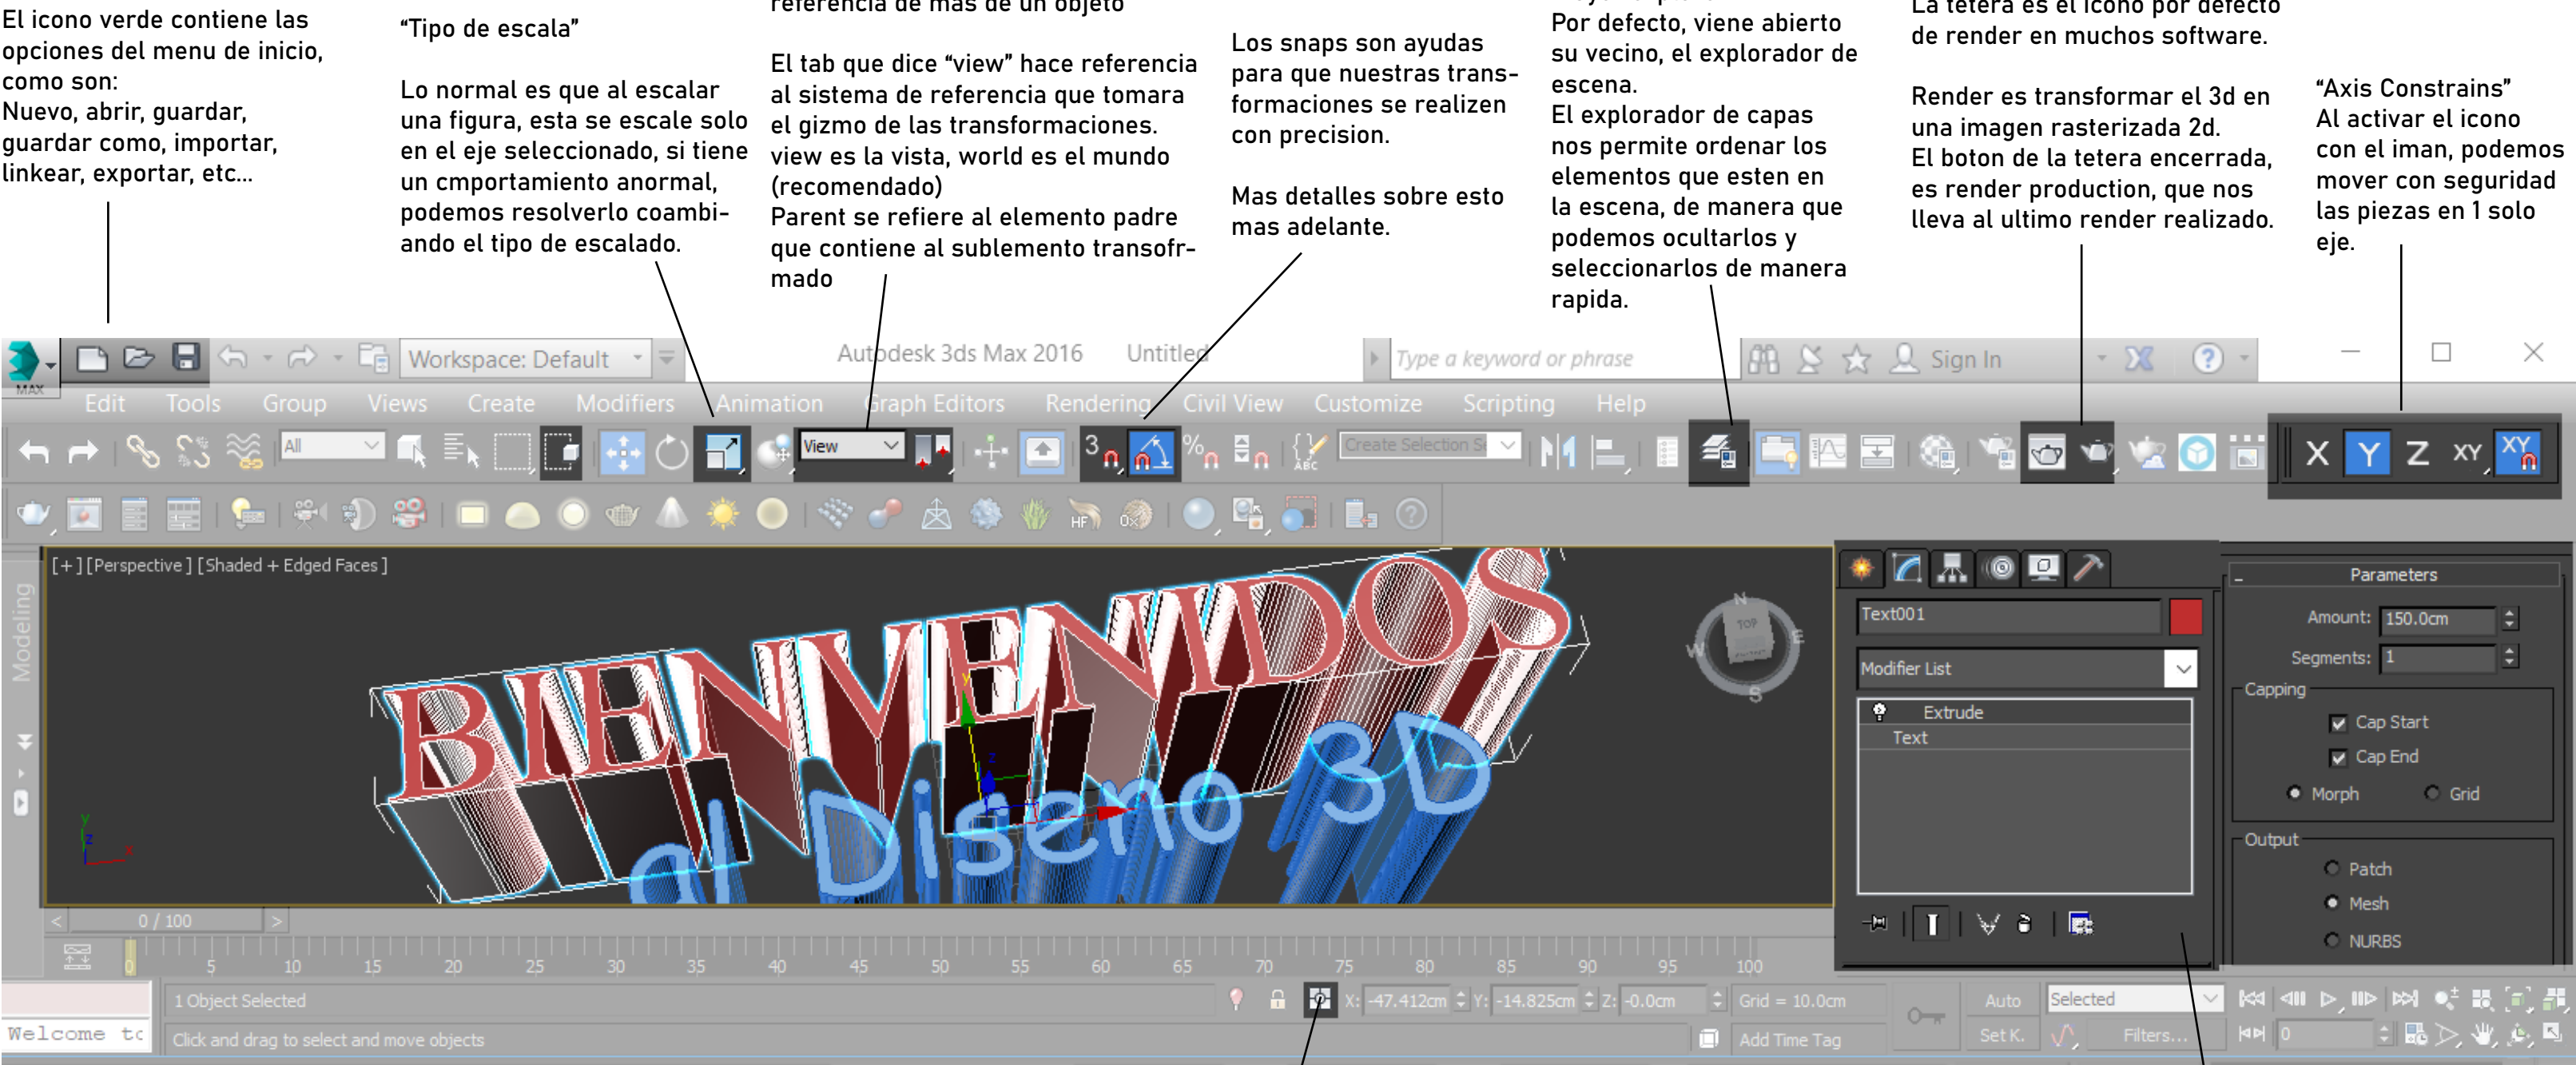 El icono verde contiene las
opciones del menu de inicio,
como son:
Nuevo, abrir, guardar,
guardar como, importar,
linkear, exportar, etc...
“Tipo de escala”
Lo normal es que al escalar
una figura, esta se escale solo
en el eje seleccionado, si tiene
un cmportamiento anormal,
podemos resolverlo coambi-
ando el tipo de escalado.
referencia de mas de un objeto
El tab que dice “view” hace referencia
al sistema de referencia que tomara
el gizmo de las transformaciones.
view es la vista, world es el mundo
(recomendado)
Parent se refiere al elemento padre
que contiene al sublemento transofr-
mado
Los snaps son ayudas
para que nuestras trans-
formaciones se realizen
con precision.
Mas detalles sobre esto
mas adelante.
Por defecto, viene abierto
su vecino, el explorador de
escena.
El explorador de capas
nos permite ordenar los
elementos que esten en
la escena, de manera que
podemos ocultarlos y
seleccionarlos de manera
rapida.
La tetera es el icono por defecto
de render en muchos software.
Render es transformar el 3d en
una imagen rasterizada 2d.
El boton de la tetera encerrada,
es render production, que nos
lleva al ultimo render realizado.
“Axis Constrains”
Al activar el icono
con el iman, podemos
mover con seguridad
las piezas en 1 solo
eje.
MAX
Workspace: Default
Autodesk 3ds Max 2016 Untitled
Type a keyword or phrase
Sign In
Edit Tools Group Views Create Modifiers Animation Graph Editors Rendering Civil View Customize Scripting Help
All
View
3
%
ABC
Create Selection Se
X Y Z XY XY
HF
Ox
[+] [Perspective] [Shaded + Edged Faces]
Modeling
BIENVENIDOS
al Diseno 3D
N
W TOP E
S
y
z
x
y
z
x
Text001
Modifier List
Extrude
Text
Parameters
Amount: 150.0cm
Segments: 1
Capping
Cap Start
Cap End
Morph Grid
Output
Patch
Mesh
NURBS
< 0 / 100 >
0 5 10 15 20 25 30 35 40 45 50 55 60 65 70 75 80 85 90 95 100
1 Object Selected
X: -47.412cm Y: -14.825cm Z: -0.0cm Grid = 10.0cm
Auto Selected
Welcome to
Click and drag to select and move objects
Add Time Tag
Set K. Filters... 0